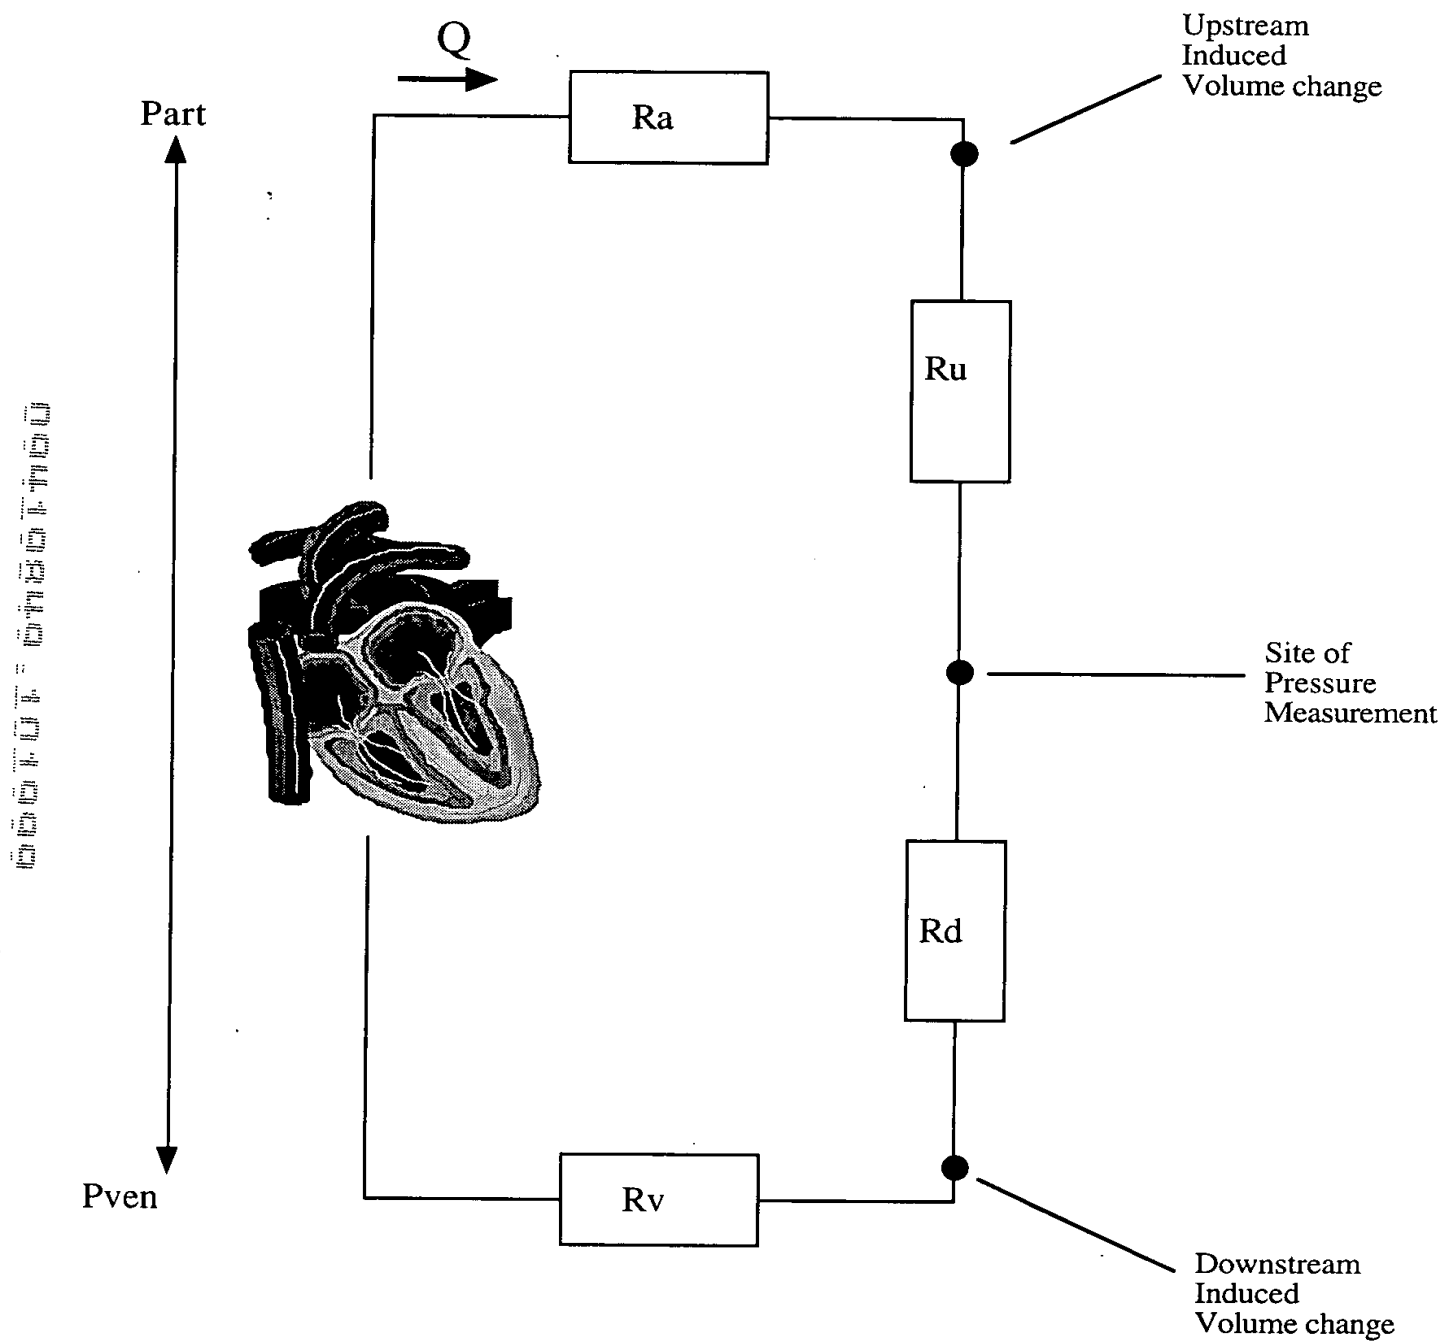 Q
Upstream
Induced
Volume change
Part
Ra
Ru
Site of
Pressure
Measurement
Rd
Pven
Rv
Downstream
Induced
Volume change